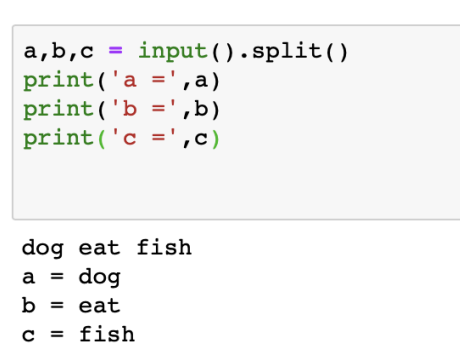 a,b,c = input().split()
print('a =',a)
print('b =',b)
print('c =',c)
dog eat fish
a = dog
b = eat
c = fish